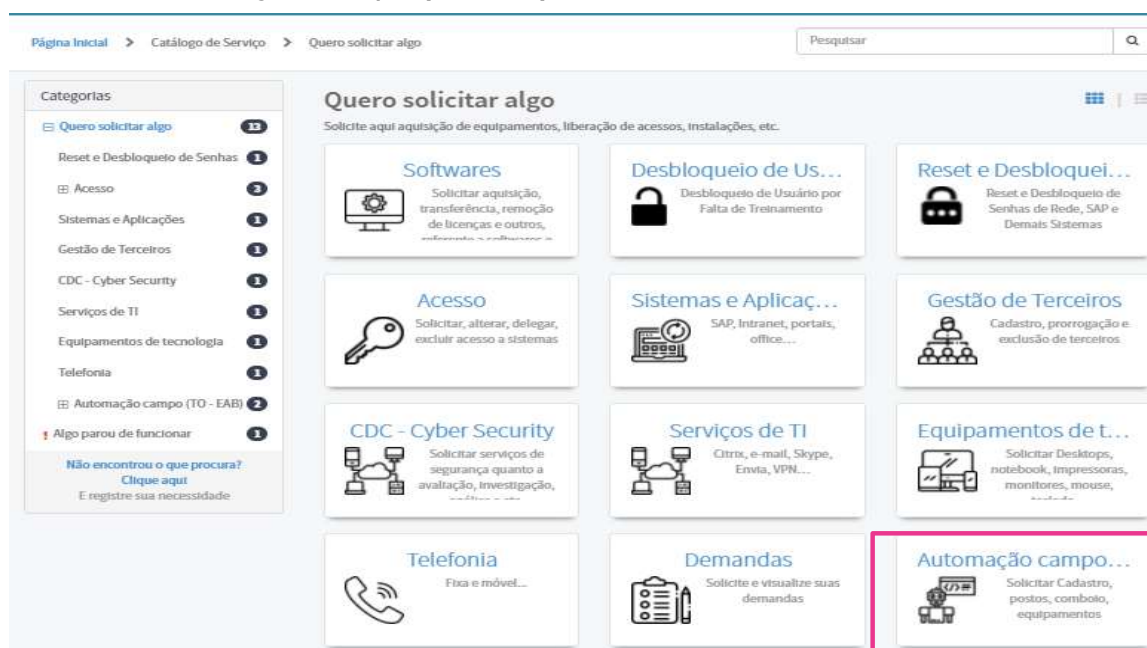 Página Inicial > Catálogo de Serviço > Quero solicitar algo
Pesquisar
Categorias
Quero solicitar algo 13
Reset e Desbloqueio de Senhas 1
Acesso 3
Sistemas e Aplicações 1
Gestão de Terceiros 1
CDC - Cyber Security 1
Serviços de TI 1
Equipamentos de tecnologia 1
Telefonia 1
Automação campo (TO - EAB) 2
! Algo parou de funcionar 1
Não encontrou o que procura?
Clique aqui
E registre sua necessidade
Quero solicitar algo
Solicite aqui aquisição de equipamentos, liberação de acessos, instalações, etc.
Softwares
Solicitar aquisição,
transferência, remoção
de licenças e outros,
referente a softwares e
Desbloqueio de Us...
Desbloqueio de Usuário por
Falta de Treinamento
Reset e Desbloquei...
Reset e Desbloqueio de
Senhas de Rede, SAP e
Demais Sistemas
Acesso
Solicitar, alterar, delegar,
excluir acesso a sistemas
Sistemas e Aplicaç...
SAP, Intranet, portais,
office...
Gestão de Terceiros
Cadastro, prorrogação e
exclusão de terceiros
CDC - Cyber Security
Solicitar serviços de
segurança quanto a
avaliação, investigação,
Serviços de TI
Citrix, e-mail, Skype,
Envia, VPN...
Equipamentos de t...
Solicitar Desktops,
notebook, impressoras,
monitores, mouse,
Telefonia
Fixa e móvel...
Demandas
Solicite e visualize suas
demandas
Automação campo...
Solicitar Cadastro,
postos, comboio,
equipamentos